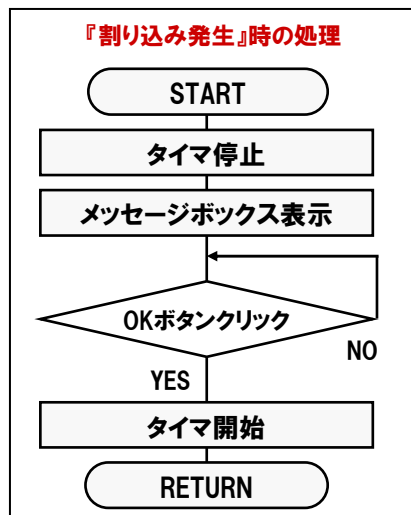 『割り込み発生』時の処理
START
タイマ停止
メッセージボックス表示
OKボタンクリック
NO
YES
タイマ開始
RETURN